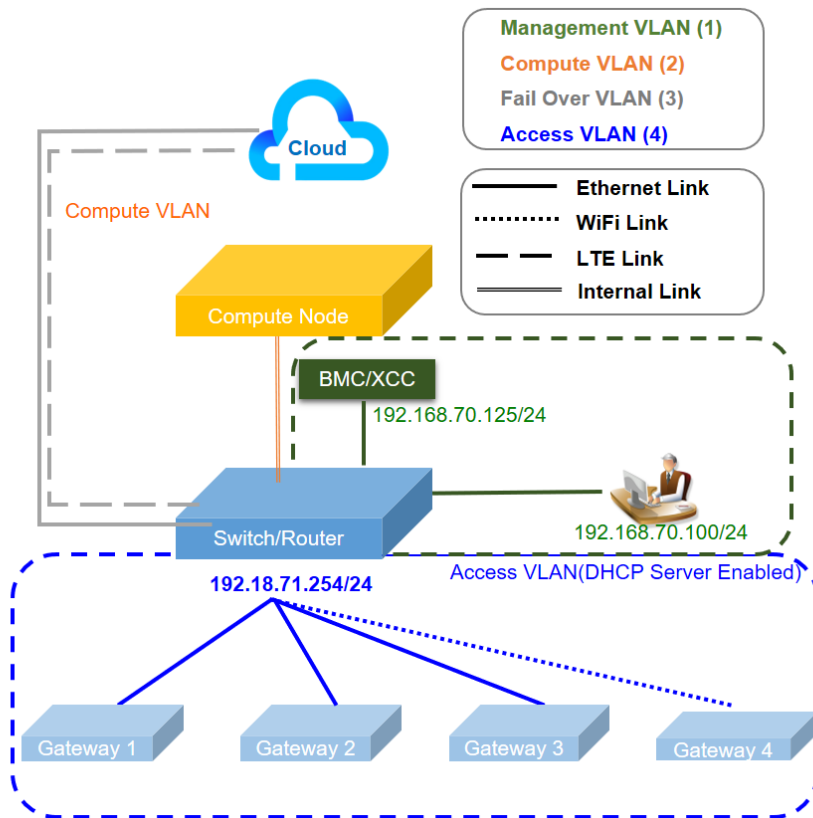 Management VLAN (1)
Compute VLAN (2)
Fail Over VLAN (3)
Access VLAN (4)
Ethernet Link
WiFi Link
LTE Link
Internal Link
Cloud
Compute VLAN
Compute Node
BMC/XCC
192.168.70.125/24
192.168.70.100/24
Switch/Router
Access VLAN(DHCP Server Enabled)
192.18.71.254/24
Gateway 1
Gateway 2
Gateway 3
Gateway 4